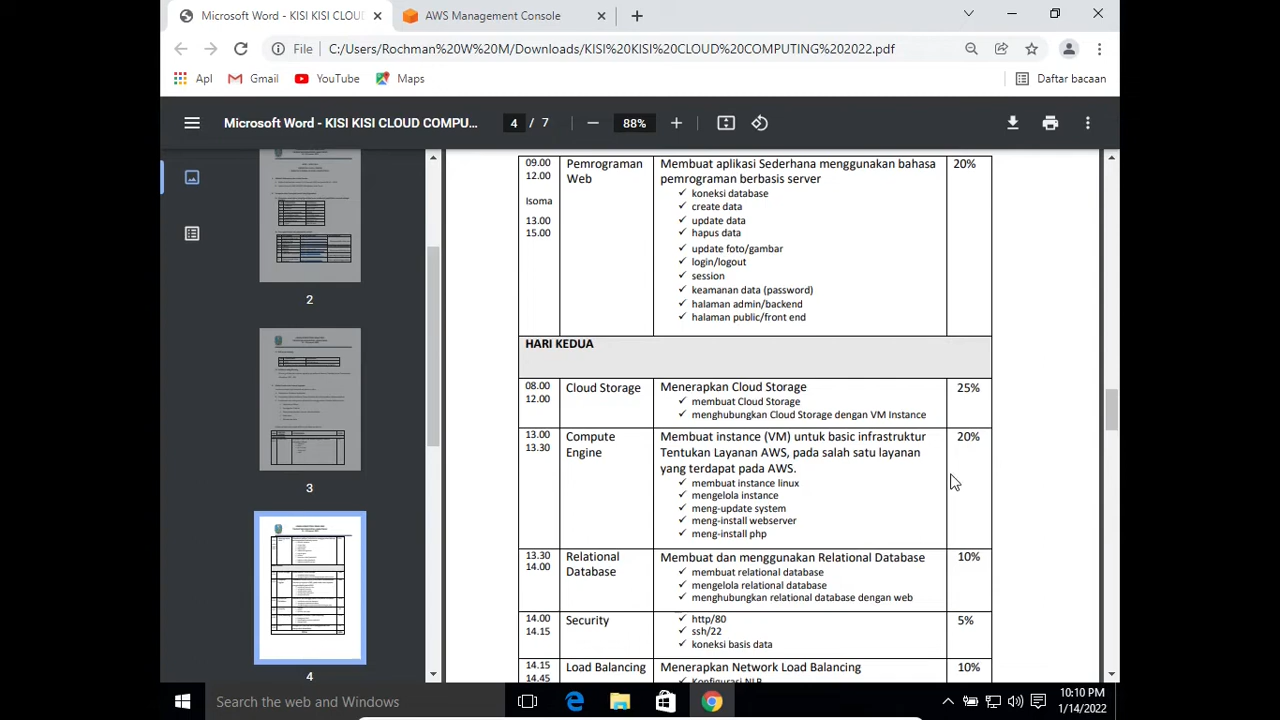 Microsoft Word - KISI KISI CLOUD
AWS Management Console
File
C:/Users/Rochman%20W%20M/Downloads/KISI%20KISI%20CLOUD%20COMPUTING%202022.pdf
Apl
Gmail
YouTube
Maps
Daftar bacaan
Microsoft Word - KISI KISI CLOUD COMPU...
4 / 7
88%
2
3
4
09.00
12.00
Isoma
13.00
15.00
Pemrograman
Web
Membuat aplikasi Sederhana menggunakan bahasa
pemrograman berbasis server
✓ koneksi database
✓ create data
✓ update data
✓ hapus data
✓ update foto/gambar
✓ login/logout
✓ session
✓ keamanan data (password)
✓ halaman admin/backend
✓ halaman public/front end
20%
HARI KEDUA
08.00
12.00
Cloud Storage
Menerapkan Cloud Storage
✓ membuat Cloud Storage
✓ menghubungkan Cloud Storage dengan VM Instance
25%
13.00
13.30
Compute
Engine
Membuat instance (VM) untuk basic infrastruktur
Tentukan Layanan AWS, pada salah satu layanan
yang terdapat pada AWS.
✓ membuat instance linux
✓ mengelola instance
✓ meng-update system
✓ meng-install webserver
✓ meng-install php
20%
13.30
14.00
Relational
Database
Membuat dan menggunakan Relational Database
✓ membuat relational database
✓ mengelola relational database
✓ menghubungkan relational database dengan web
10%
14.00
14.15
Security
✓ http/80
✓ ssh/22
✓ koneksi basis data
5%
14.15
14.45
Load Balancing
Menerapkan Network Load Balancing
✓ Konfigurasi NLB
10%
Search the web and Windows
10:10 PM
1/14/2022